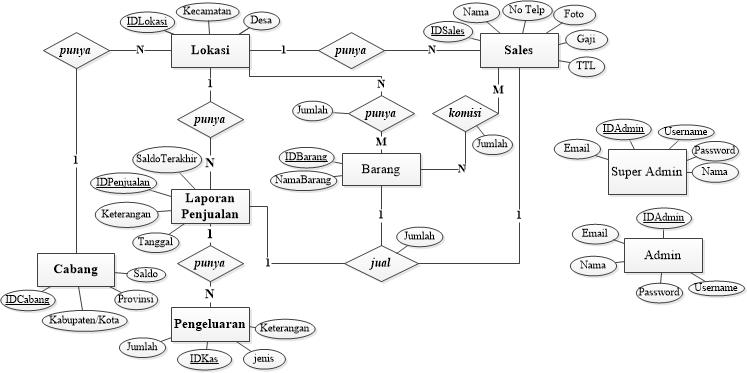 Kecamatan
IDLokasi
Desa
punya
N
Lokasi
1
punya
N
Nama
No Telp
Foto
IDSales
Sales
Gaji
TTL
1
punya
N
N
Jumlah
punya
M
M
komisi
Jumlah
N
IDBarang
NamaBarang
Barang
1
SaldoTerakhir
IDPenjualan
Keterangan
Tanggal
Laporan
Penjualan
1
1
punya
N
1
Jumlah
jual
1
1
Cabang
Saldo
IDCabang
Provinsi
Kabupaten/Kota
Pengeluaran
Keterangan
Jumlah
IDKas
jenis
IDAdmin
Username
Email
Password
Super Admin
Nama
IDAdmin
Email
Admin
Nama
Password
Username